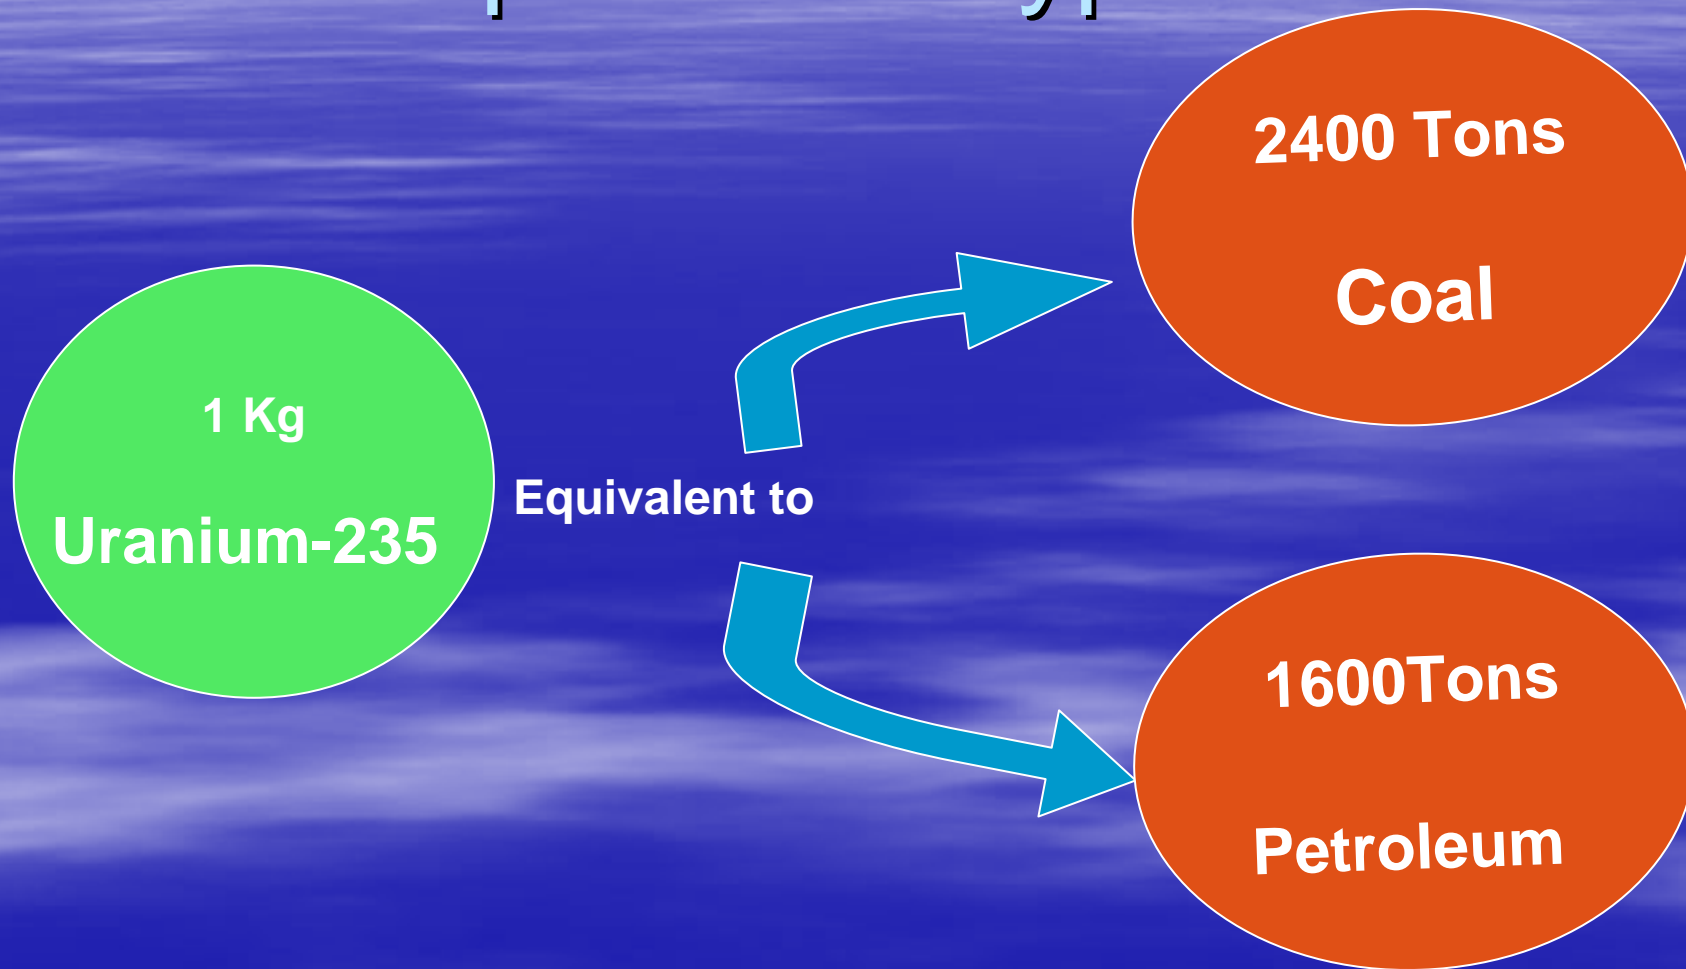 1 Kg
Uranium-235
Equivalent to
2400 Tons
Coal
1600Tons
Petroleum